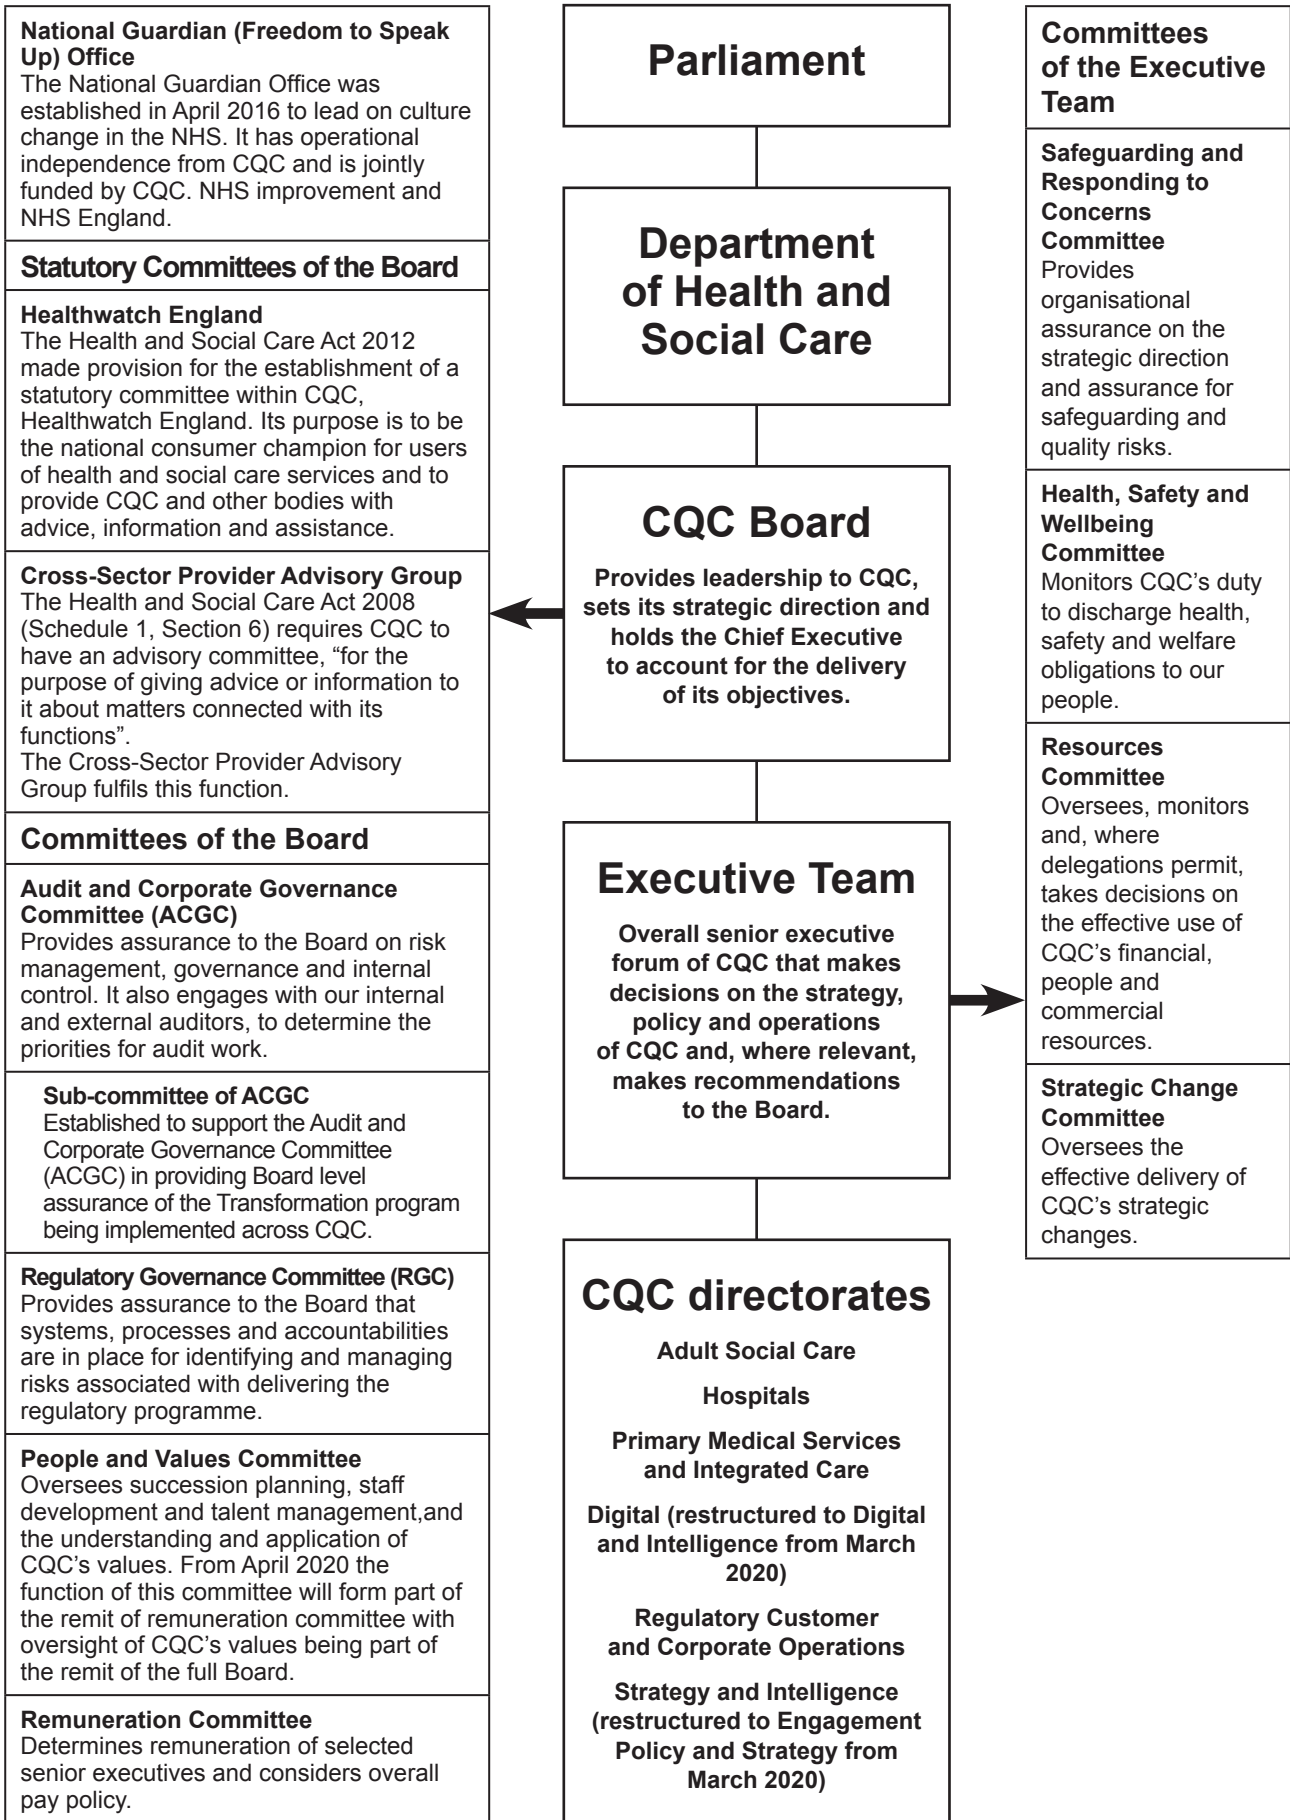 National Guardian (Freedom to Speak
Up) Office
The National Guardian Office was
established in April 2016 to lead on culture
change in the NHS. It has operational
independence from CQC and is jointly
funded by CQC. NHS improvement and
NHS England.
Statutory Committees of the Board
Healthwatch England
The Health and Social Care Act 2012
made provision for the establishment of a
statutory committee within CQC,
Healthwatch England. Its purpose is to be
the national consumer champion for users
of health and social care services and to
provide CQC and other bodies with
advice, information and assistance.
Cross-Sector Provider Advisory Group
The Health and Social Care Act 2008
(Schedule 1, Section 6) requires CQC to
have an advisory committee, “for the
purpose of giving advice or information to
it about matters connected with its
functions”.
The Cross-Sector Provider Advisory
Group fulfils this function.
Committees of the Board
Audit and Corporate Governance
Committee (ACGC)
Provides assurance to the Board on risk
management, governance and internal
control. It also engages with our internal
and external auditors, to determine the
priorities for audit work.
Sub-committee of ACGC
Established to support the Audit and
Corporate Governance Committee
(ACGC) in providing Board level
assurance of the Transformation program
being implemented across CQC.
Regulatory Governance Committee (RGC)
Provides assurance to the Board that
systems, processes and accountabilities
are in place for identifying and managing
risks associated with delivering the
regulatory programme.
People and Values Committee
Oversees succession planning, staff
development and talent management,and
the understanding and application of
CQC’s values. From April 2020 the
function of this committee will form part of
the remit of remuneration committee with
oversight of CQC’s values being part of
the remit of the full Board.
Remuneration Committee
Determines remuneration of selected
senior executives and considers overall
pay policy.
Parliament
Department
of Health and
Social Care
CQC Board
Provides leadership to CQC,
sets its strategic direction and
holds the Chief Executive
to account for the delivery
of its objectives.
Executive Team
Overall senior executive
forum of CQC that makes
decisions on the strategy,
policy and operations
of CQC and, where relevant,
makes recommendations
to the Board.
CQC directorates
Adult Social Care
Hospitals
Primary Medical Services
and Integrated Care
Digital (restructured to Digital
and Intelligence from March
2020)
Regulatory Customer
and Corporate Operations
Strategy and Intelligence
(restructured to Engagement
Policy and Strategy from
March 2020)
Committees
of the Executive
Team
Safeguarding and
Responding to
Concerns
Committee
Provides
organisational
assurance on the
strategic direction
and assurance for
safeguarding and
quality risks.
Health, Safety and
Wellbeing
Committee
Monitors CQC’s duty
to discharge health,
safety and welfare
obligations to our
people.
Resources
Committee
Oversees, monitors
and, where
delegations permit,
takes decisions on
the effective use of
CQC’s financial,
people and
commercial
resources.
Strategic Change
Committee
Oversees the
effective delivery of
CQC’s strategic
changes.